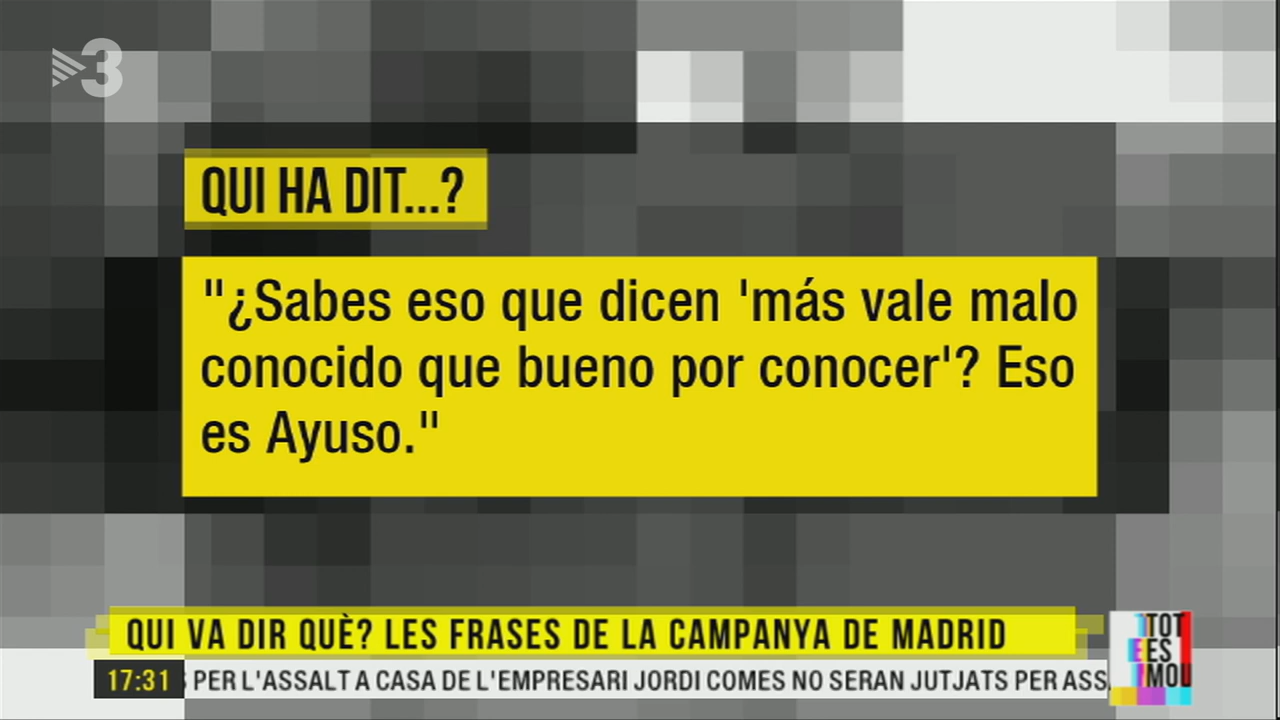 3
QUI HA DIT...?
"¿Sabes eso que dicen 'más vale malo
conocido que bueno por conocer'? Eso
es Ayuso."
QUI VA DIR QUÈ? LES FRASES DE LA CAMPANYA DE MADRID
17:31 PER L'ASSALT A CASA DE L'EMPRESARI JORDI COMES NO SERAN JUTJATS PER
TOT
ES
MOU